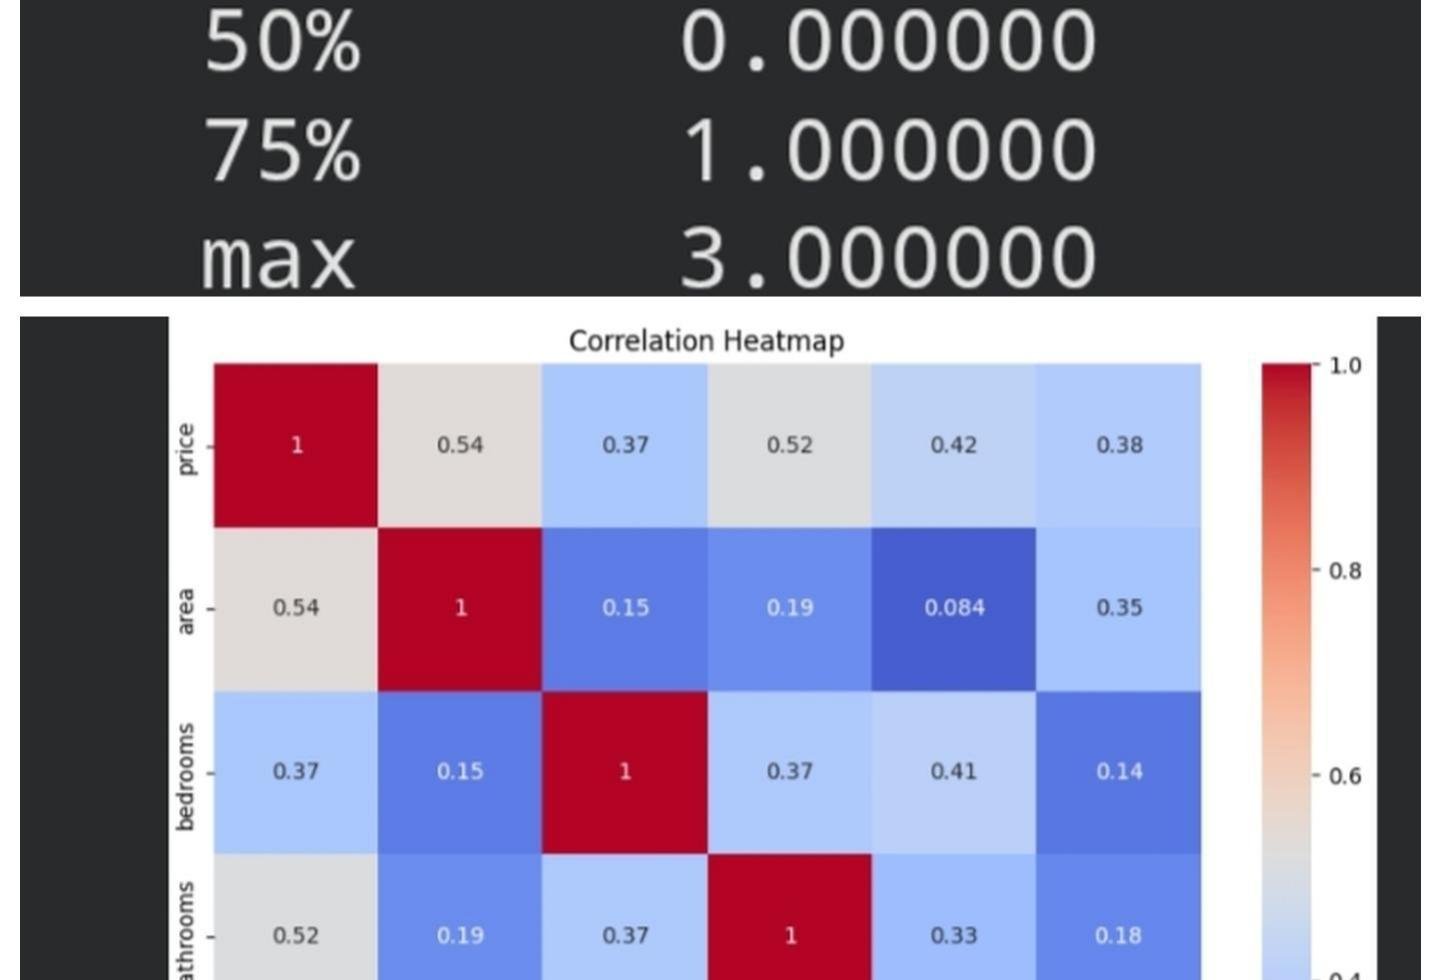 50% 0.000000
75% 1.000000
max 3.000000
Correlation Heatmap
price 1 0.54 0.37 0.52 0.42 0.38
area 0.54 1 0.15 0.19 0.084 0.35
bedrooms 0.37 0.15 1 0.37 0.41 0.14
0.52 0.19 0.37 1 0.33 0.18
1.0
0.8
0.6